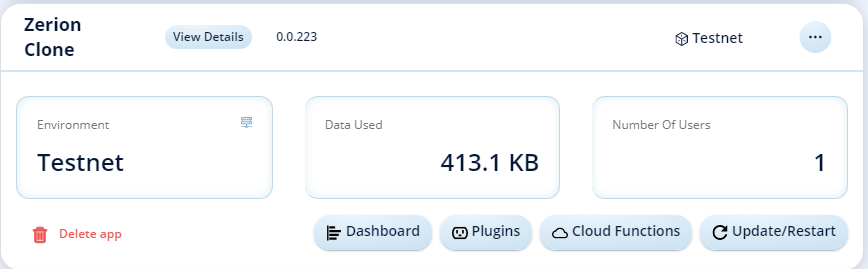 Zerion
Clone
View Details
0.0.223
Testnet
Environment
Testnet
Data Used
413.1 KB
Number Of Users
1
Delete app
Dashboard
Plugins
Cloud Functions
Update/Restart